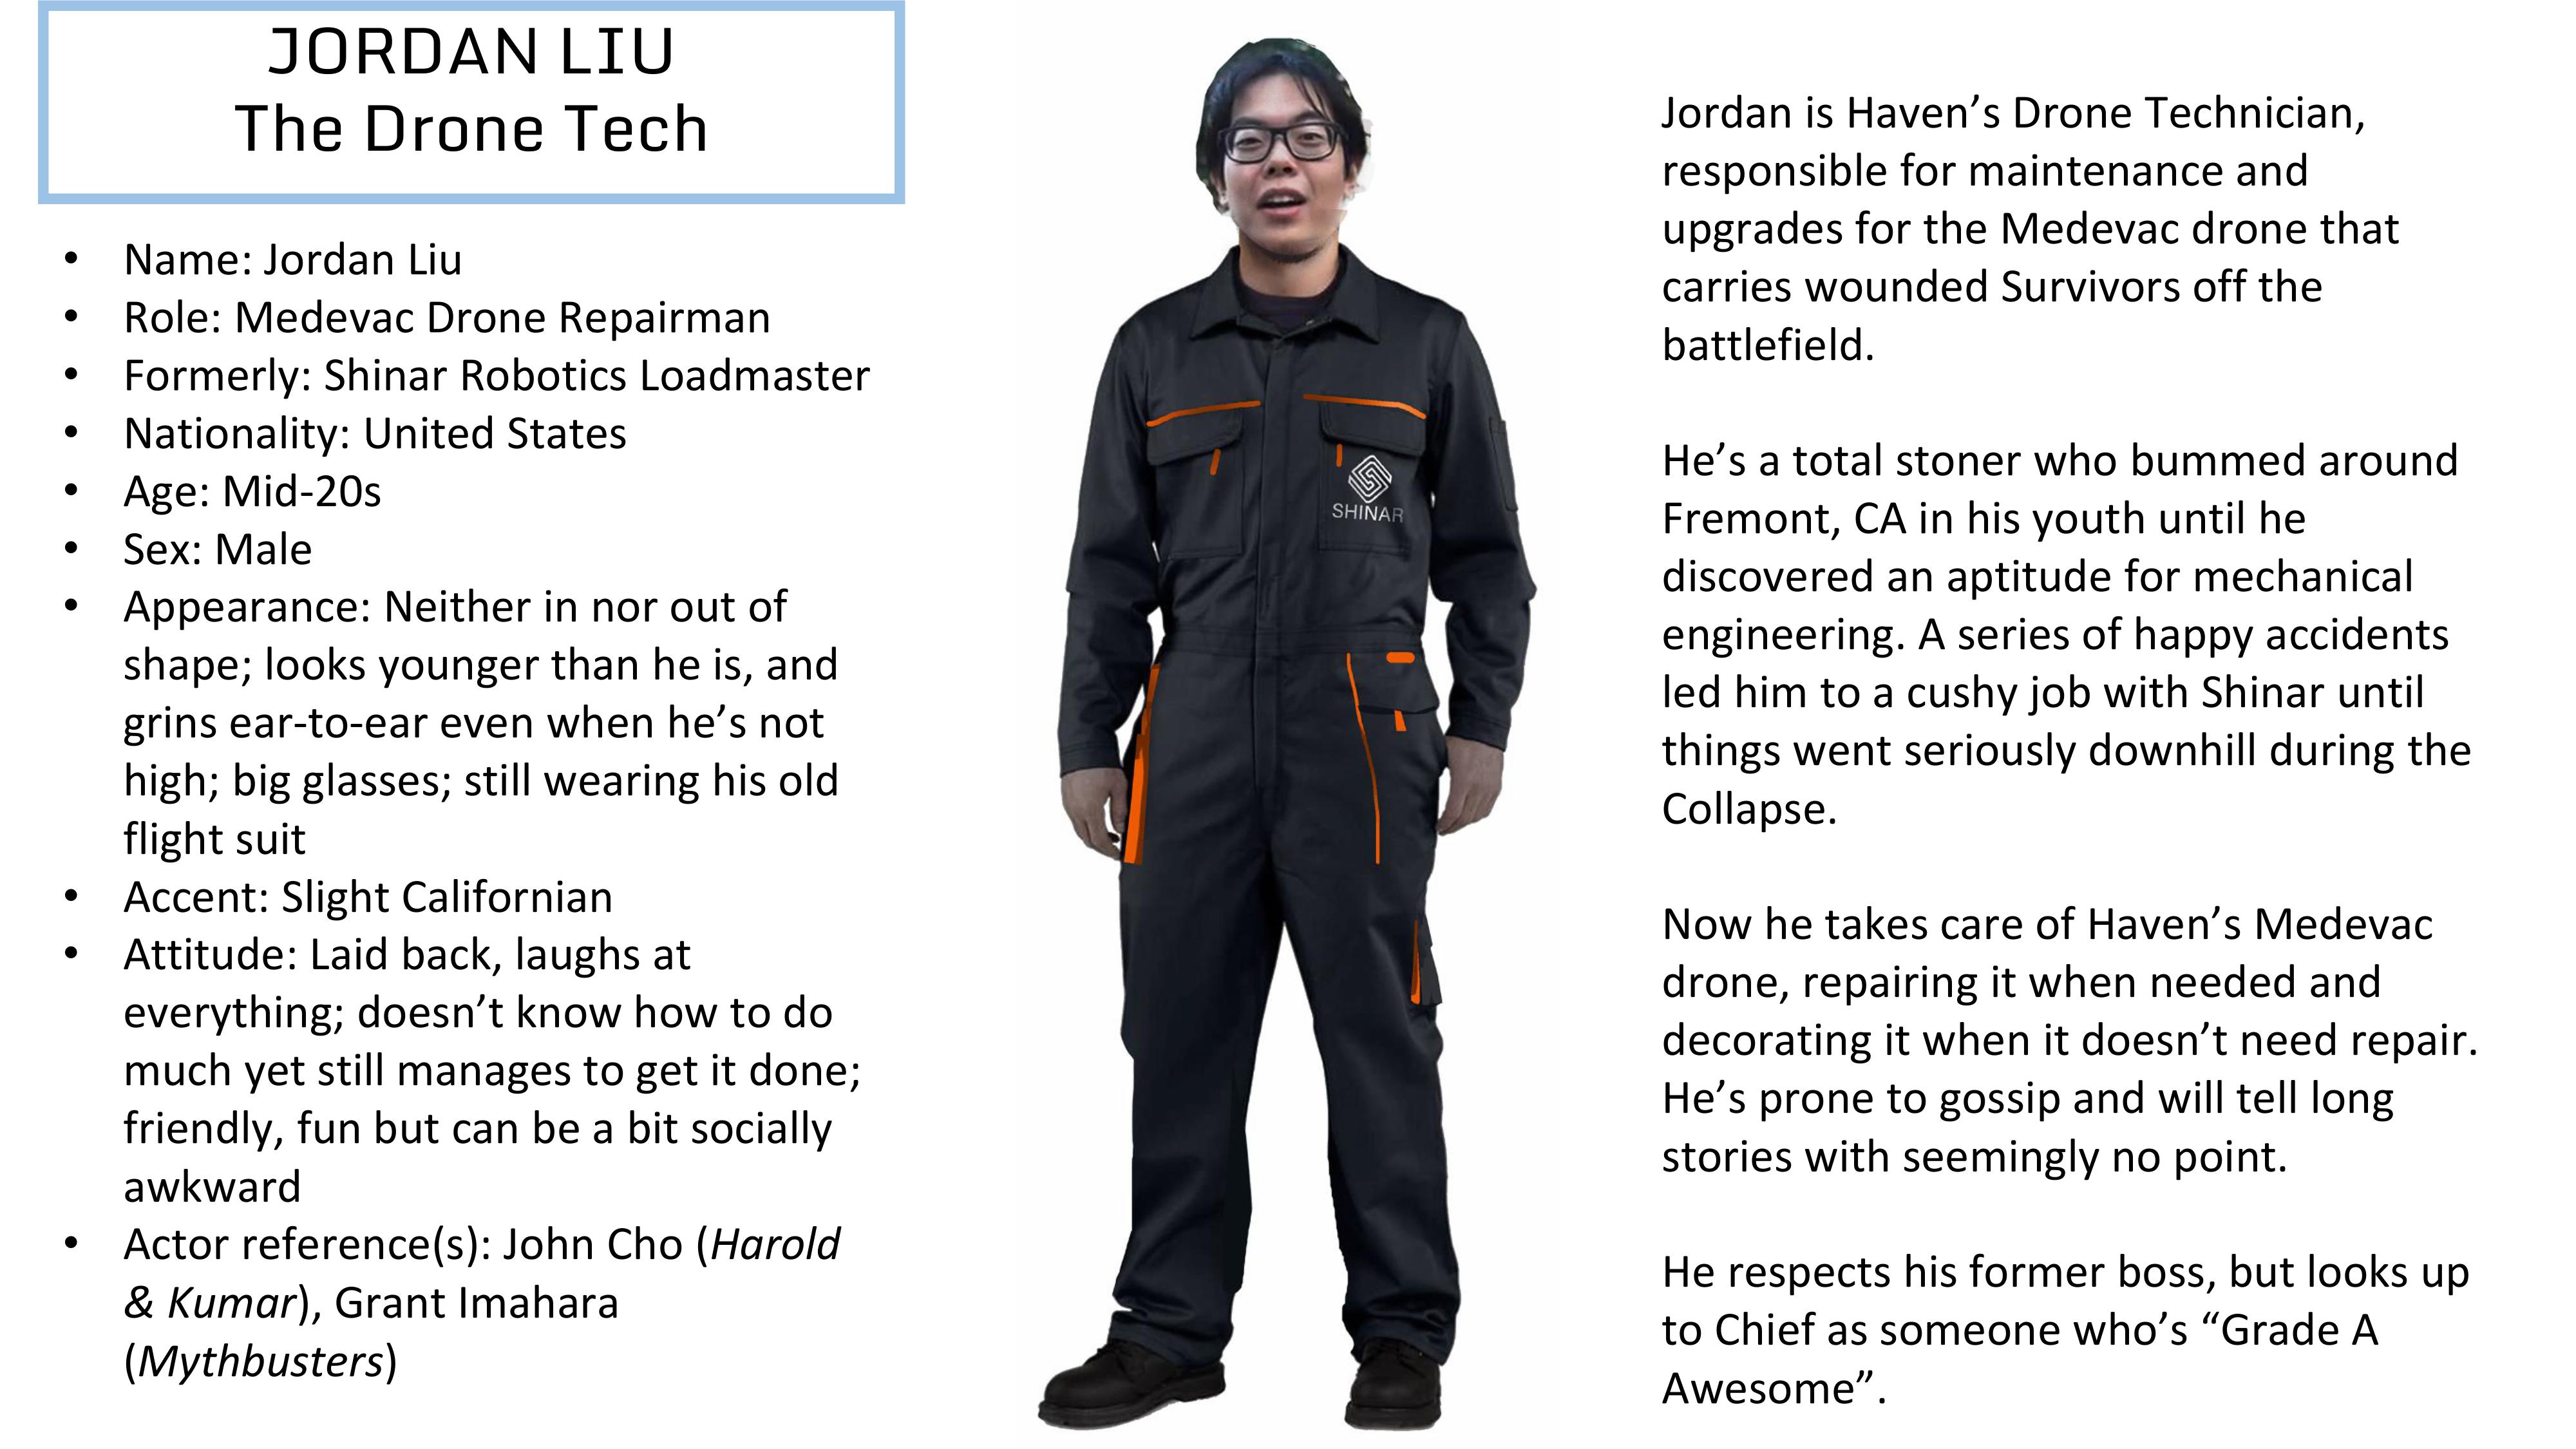 JORDAN LIU
The Drone Tech
• Name: Jordan Liu
• Role: Medevac Drone Repairman
• Formerly: Shinar Robotics Loadmaster
• Nationality: United States
• Age: Mid-20s
• Sex: Male
• Appearance: Neither in nor out of
shape; looks younger than he is, and
grins ear-to-ear even when he’s not
high; big glasses; still wearing his old
flight suit
• Accent: Slight Californian
• Attitude: Laid back, laughs at
everything; doesn’t know how to do
much yet still manages to get it done;
friendly, fun but can be a bit socially
awkward
• Actor reference(s): John Cho (Harold
& Kumar), Grant Imahara
(Mythbusters)
SHINAR
Jordan is Haven’s Drone Technician,
responsible for maintenance and
upgrades for the Medevac drone that
carries wounded Survivors off the
battlefield.
He’s a total stoner who bummed around
Fremont, CA in his youth until he
discovered an aptitude for mechanical
engineering. A series of happy accidents
led him to a cushy job with Shinar until
things went seriously downhill during the
Collapse.
Now he takes care of Haven’s Medevac
drone, repairing it when needed and
decorating it when it doesn’t need repair.
He’s prone to gossip and will tell long
stories with seemingly no point.
He respects his former boss, but looks up
to Chief as someone who’s “Grade A
Awesome”.